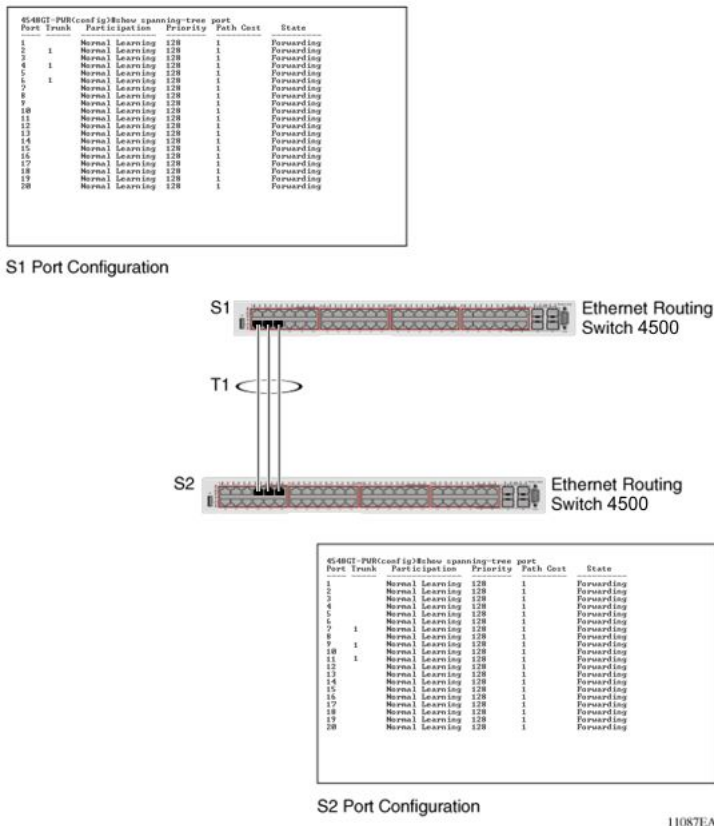 4548GT-PWR(config)#show spanning-tree port
Port Trunk Participation Priority Path Cost State
1 Normal Learning 128 1 Forwarding
2 1 Normal Learning 128 1 Forwarding
3 Normal Learning 128 1 Forwarding
4 1 Normal Learning 128 1 Forwarding
5 Normal Learning 128 1 Forwarding
6 1 Normal Learning 128 1 Forwarding
7 Normal Learning 128 1 Forwarding
8 Normal Learning 128 1 Forwarding
9 Normal Learning 128 1 Forwarding
10 Normal Learning 128 1 Forwarding
11 Normal Learning 128 1 Forwarding
12 Normal Learning 128 1 Forwarding
13 Normal Learning 128 1 Forwarding
14 Normal Learning 128 1 Forwarding
15 Normal Learning 128 1 Forwarding
16 Normal Learning 128 1 Forwarding
17 Normal Learning 128 1 Forwarding
18 Normal Learning 128 1 Forwarding
19 Normal Learning 128 1 Forwarding
20 Normal Learning 128 1 Forwarding
S1 Port Configuration
S1
Ethernet Routing
Switch 4500
T1
S2
Ethernet Routing
Switch 4500
4548GT-PWR(config)#show spanning-tree port
Port Trunk Participation Priority Path Cost State
1 Normal Learning 128 1 Forwarding
2 Normal Learning 128 1 Forwarding
3 Normal Learning 128 1 Forwarding
4 Normal Learning 128 1 Forwarding
5 Normal Learning 128 1 Forwarding
6 Normal Learning 128 1 Forwarding
7 1 Normal Learning 128 1 Forwarding
8 Normal Learning 128 1 Forwarding
9 1 Normal Learning 128 1 Forwarding
10 Normal Learning 128 1 Forwarding
11 1 Normal Learning 128 1 Forwarding
12 Normal Learning 128 1 Forwarding
13 Normal Learning 128 1 Forwarding
14 Normal Learning 128 1 Forwarding
15 Normal Learning 128 1 Forwarding
16 Normal Learning 128 1 Forwarding
17 Normal Learning 128 1 Forwarding
18 Normal Learning 128 1 Forwarding
19 Normal Learning 128 1 Forwarding
20 Normal Learning 128 1 Forwarding
S2 Port Configuration
11087EA